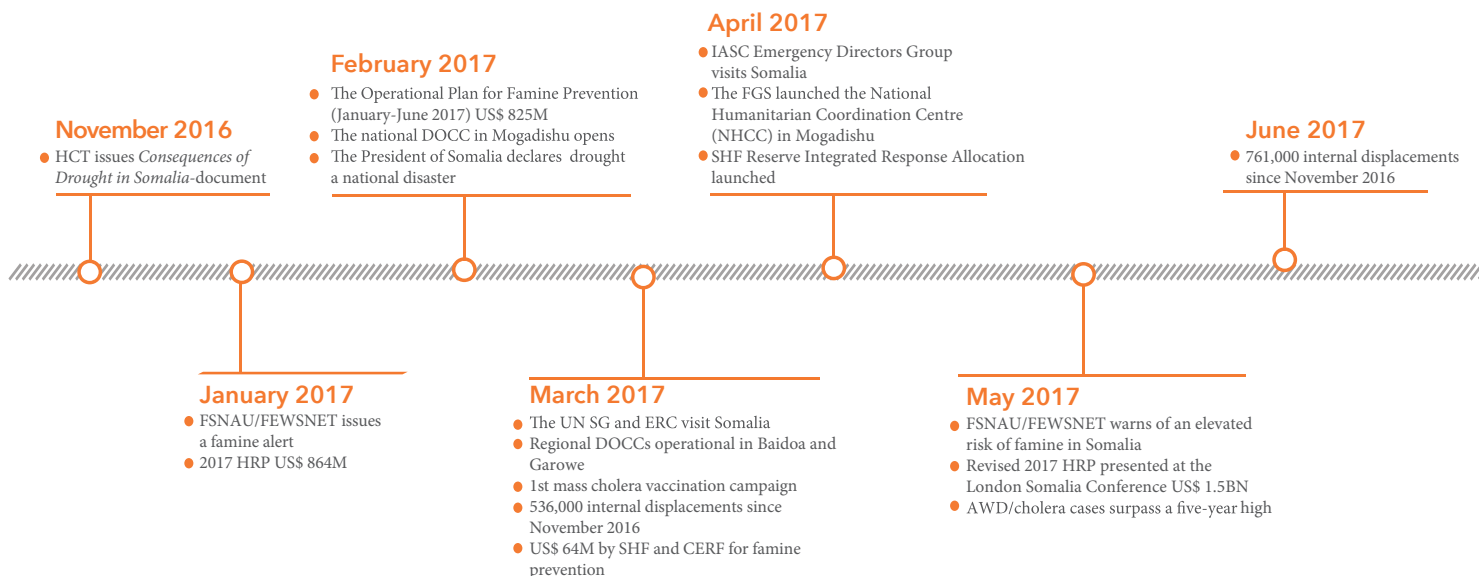 November 2016
HCT issues Consequences of
Drought in Somalia-document
January 2017
FSNAU/FEWSNET issues
a famine alert
2017 HRP US$ 864M
February 2017
The Operational Plan for Famine Prevention
(January-June 2017) US$ 825M
The national DOCC in Mogadishu opens
The President of Somalia declares drought
a national disaster
March 2017
The UN SG and ERC visit Somalia
Regional DOCCs operational in Baidoa and
Garowe
1st mass cholera vaccination campaign
536,000 internal displacements since
November 2016
US$ 64M by SHF and CERF for famine
prevention
April 2017
IASC Emergency Directors Group
visits Somalia
The FGS launched the National
Humanitarian Coordination Centre
(NHCC) in Mogadishu
SHF Reserve Integrated Response Allocation
launched
May 2017
FSNAU/FEWSNET warns of an elevated
risk of famine in Somalia
Revised 2017 HRP presented at the
London Somalia Conference US$ 1.5BN
AWD/cholera cases surpass a five-year high
June 2017
761,000 internal displacements
since November 2016